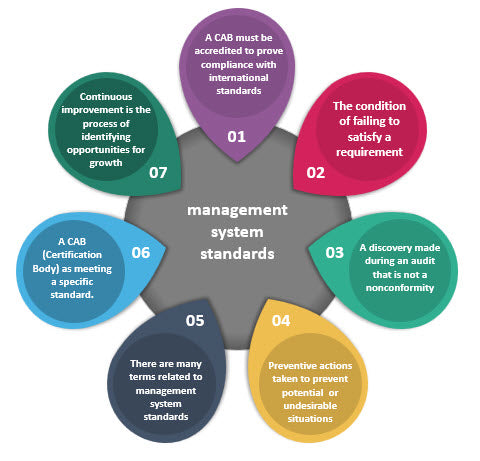 A CAB must be
accredited to prove
compliance with
international
standards
01
The condition
of failing to
satisfy a
requirement
02
03
A discovery made
during an audit
that is not a
nonconformity
04
Preventive actions
taken to prevent
potential or
undesirable
situations
05
There are many
terms related to
management
system
standards
A CAB
(Certification
Body) as meeting
a specific
standard.
06
Continuous
improvement is the
process of
identifying
opportunities for
growth
07
management
system
standards